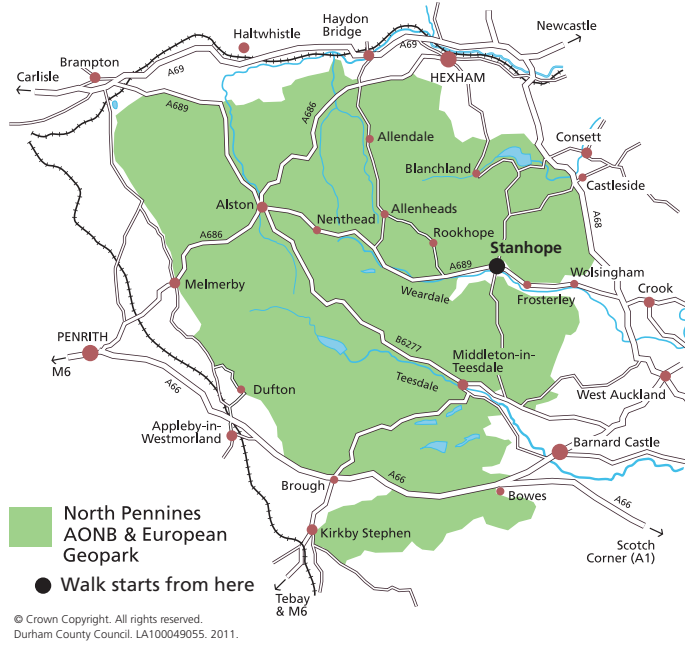 Haydon
Bridge
Newcastle
Haltwhistle
Brampton
A69
A69
HEXHAM
Carlisle
A689
A686
Allendale
Consett
Blanchland
Castleside
Alston
Nenthead
Allenheads
Rookhope
A68
A686
Stanhope
A689
Wolsingham
Melmerby
Weardale
Frosterley
Crook
PENRITH
M6
B6277
Middleton-in-
Teesdale
A66
Dufton
Teesdale
West Auckland
Appleby-in-
Westmorland
Barnard Castle
Brough
A66
Bowes
A66
North Pennines
AONB & European
Geopark
Kirkby Stephen
Scotch
Corner (A1)
Walk starts from here
Tebay
& M6
© Crown Copyright. All rights reserved.
Durham County Council. LA100049055. 2011.